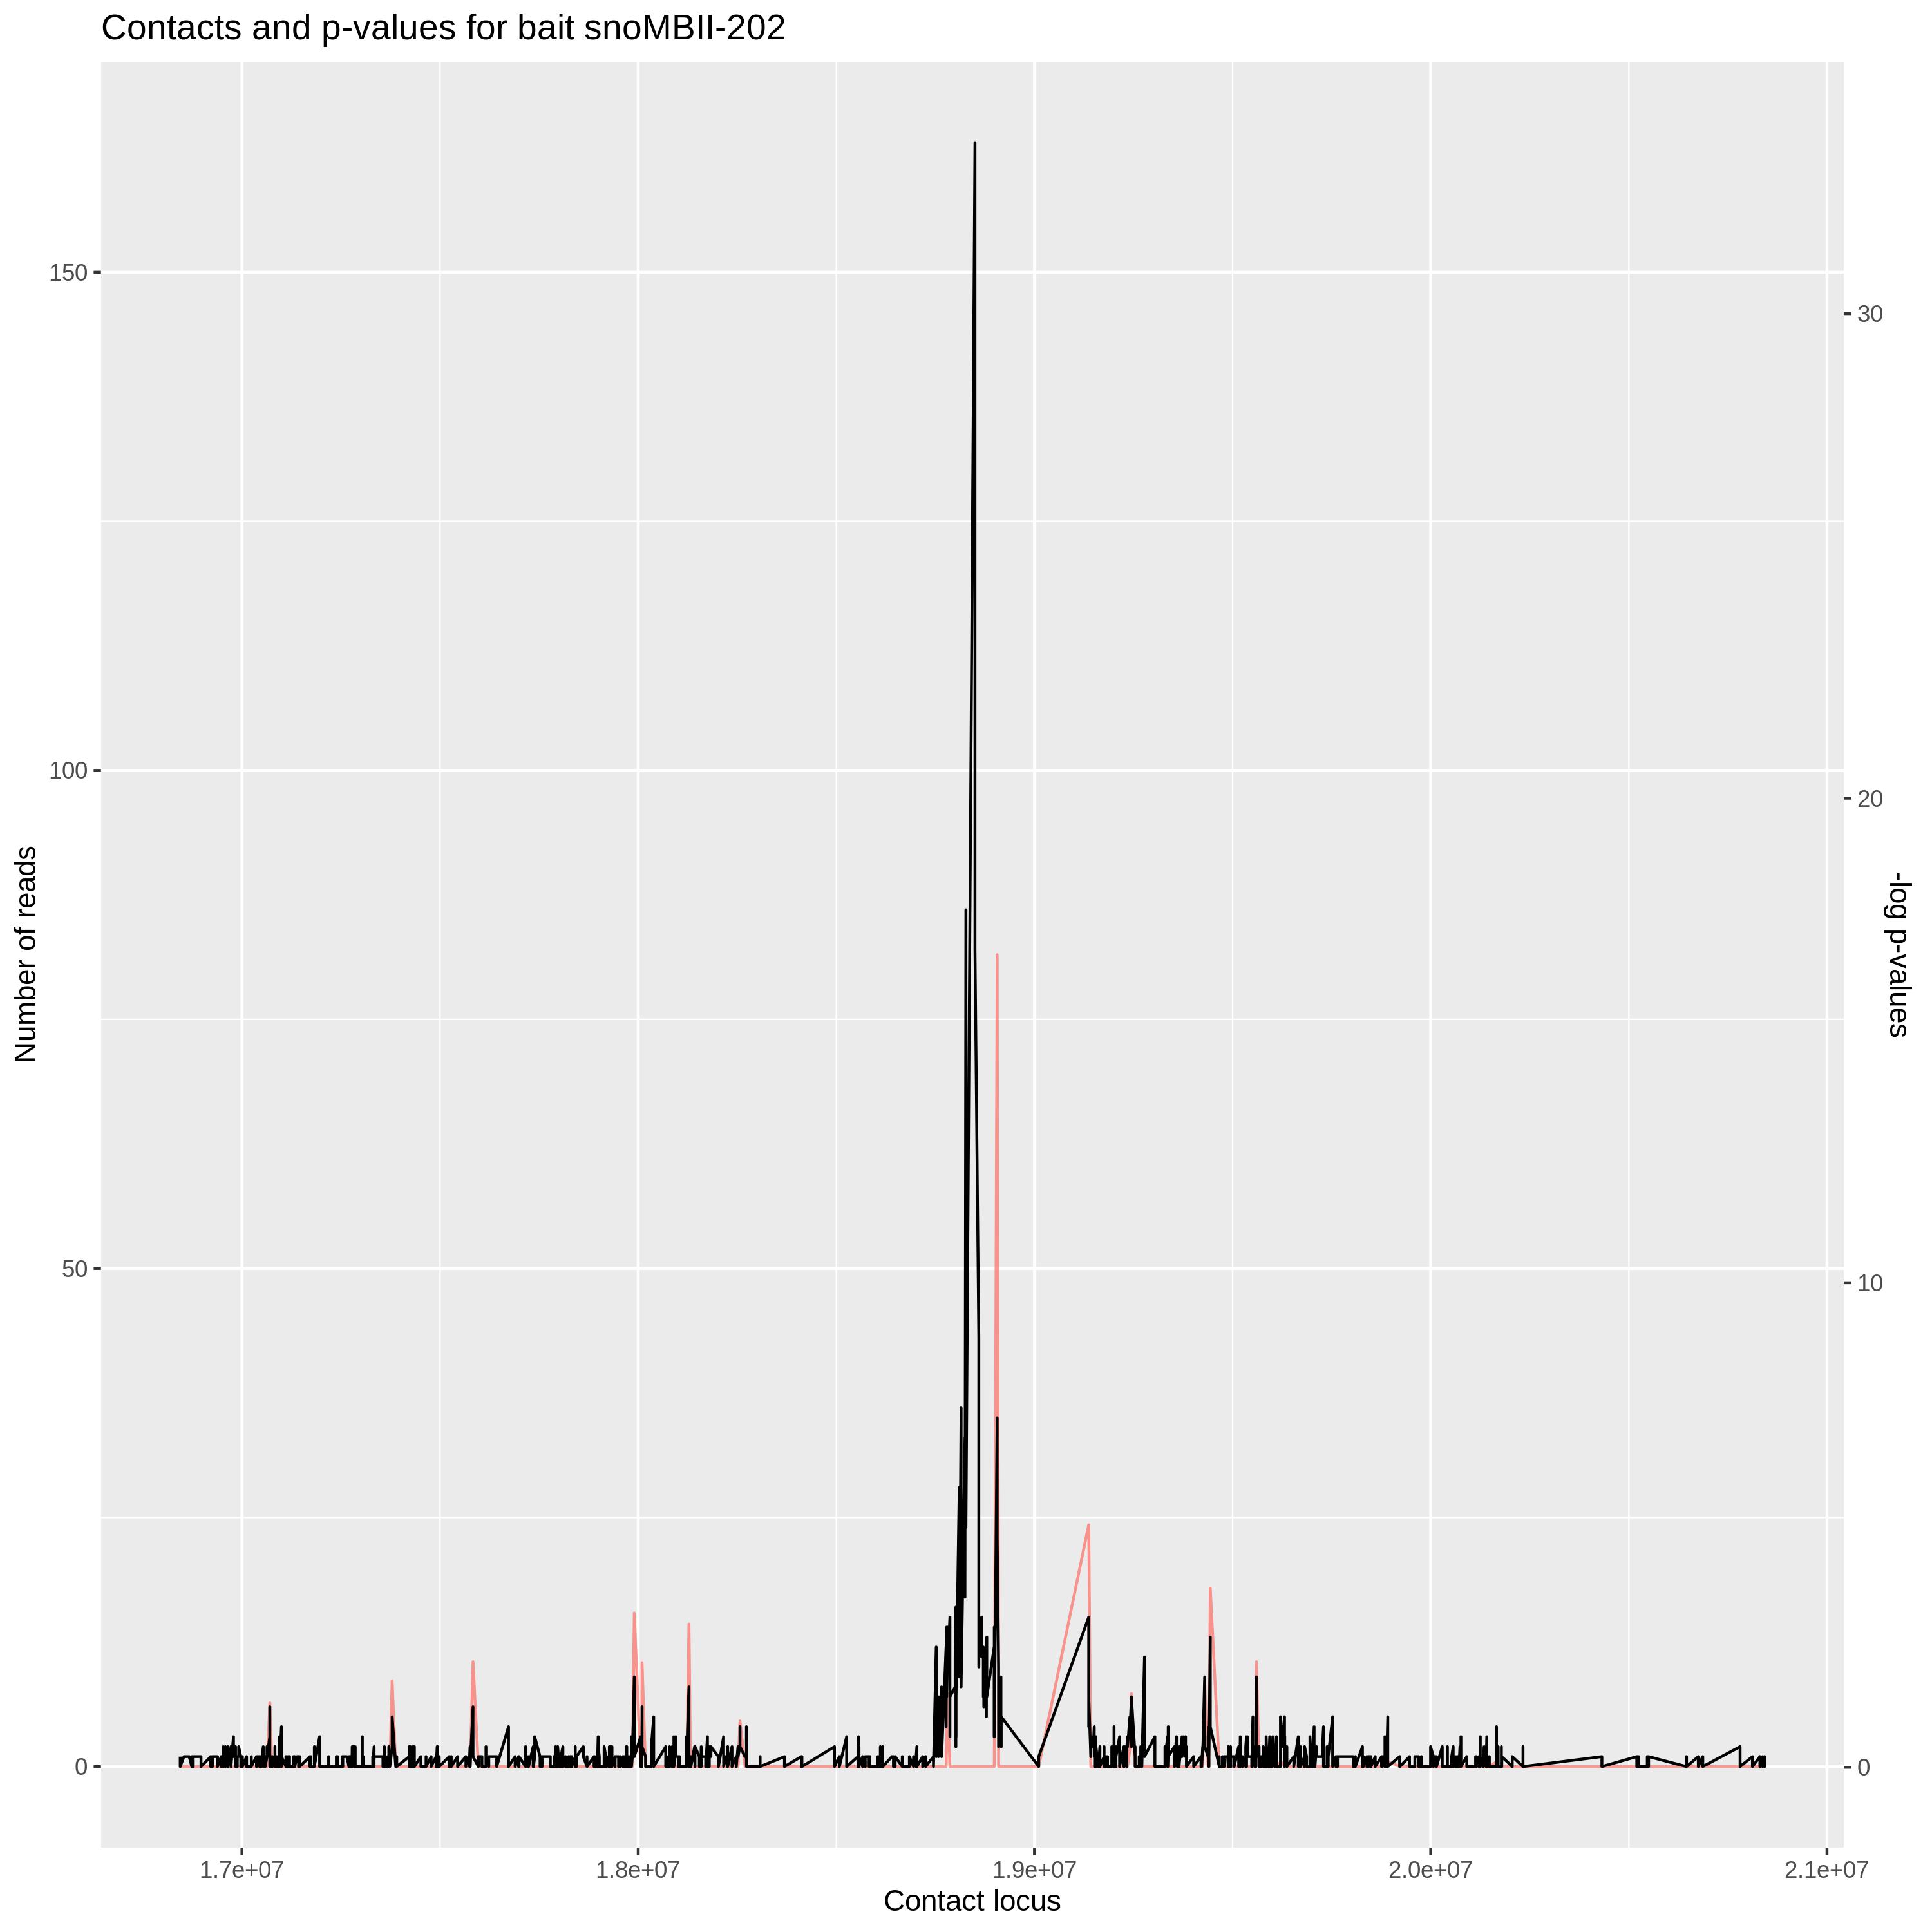 Contacts and p-values for bait snoMBII-202
150
100
50
0
Number of reads
30
20
10
0
-log p-values
1.7e+07
1.8e+07
1.9e+07
2.0e+07
2.1e+07
Contact locus